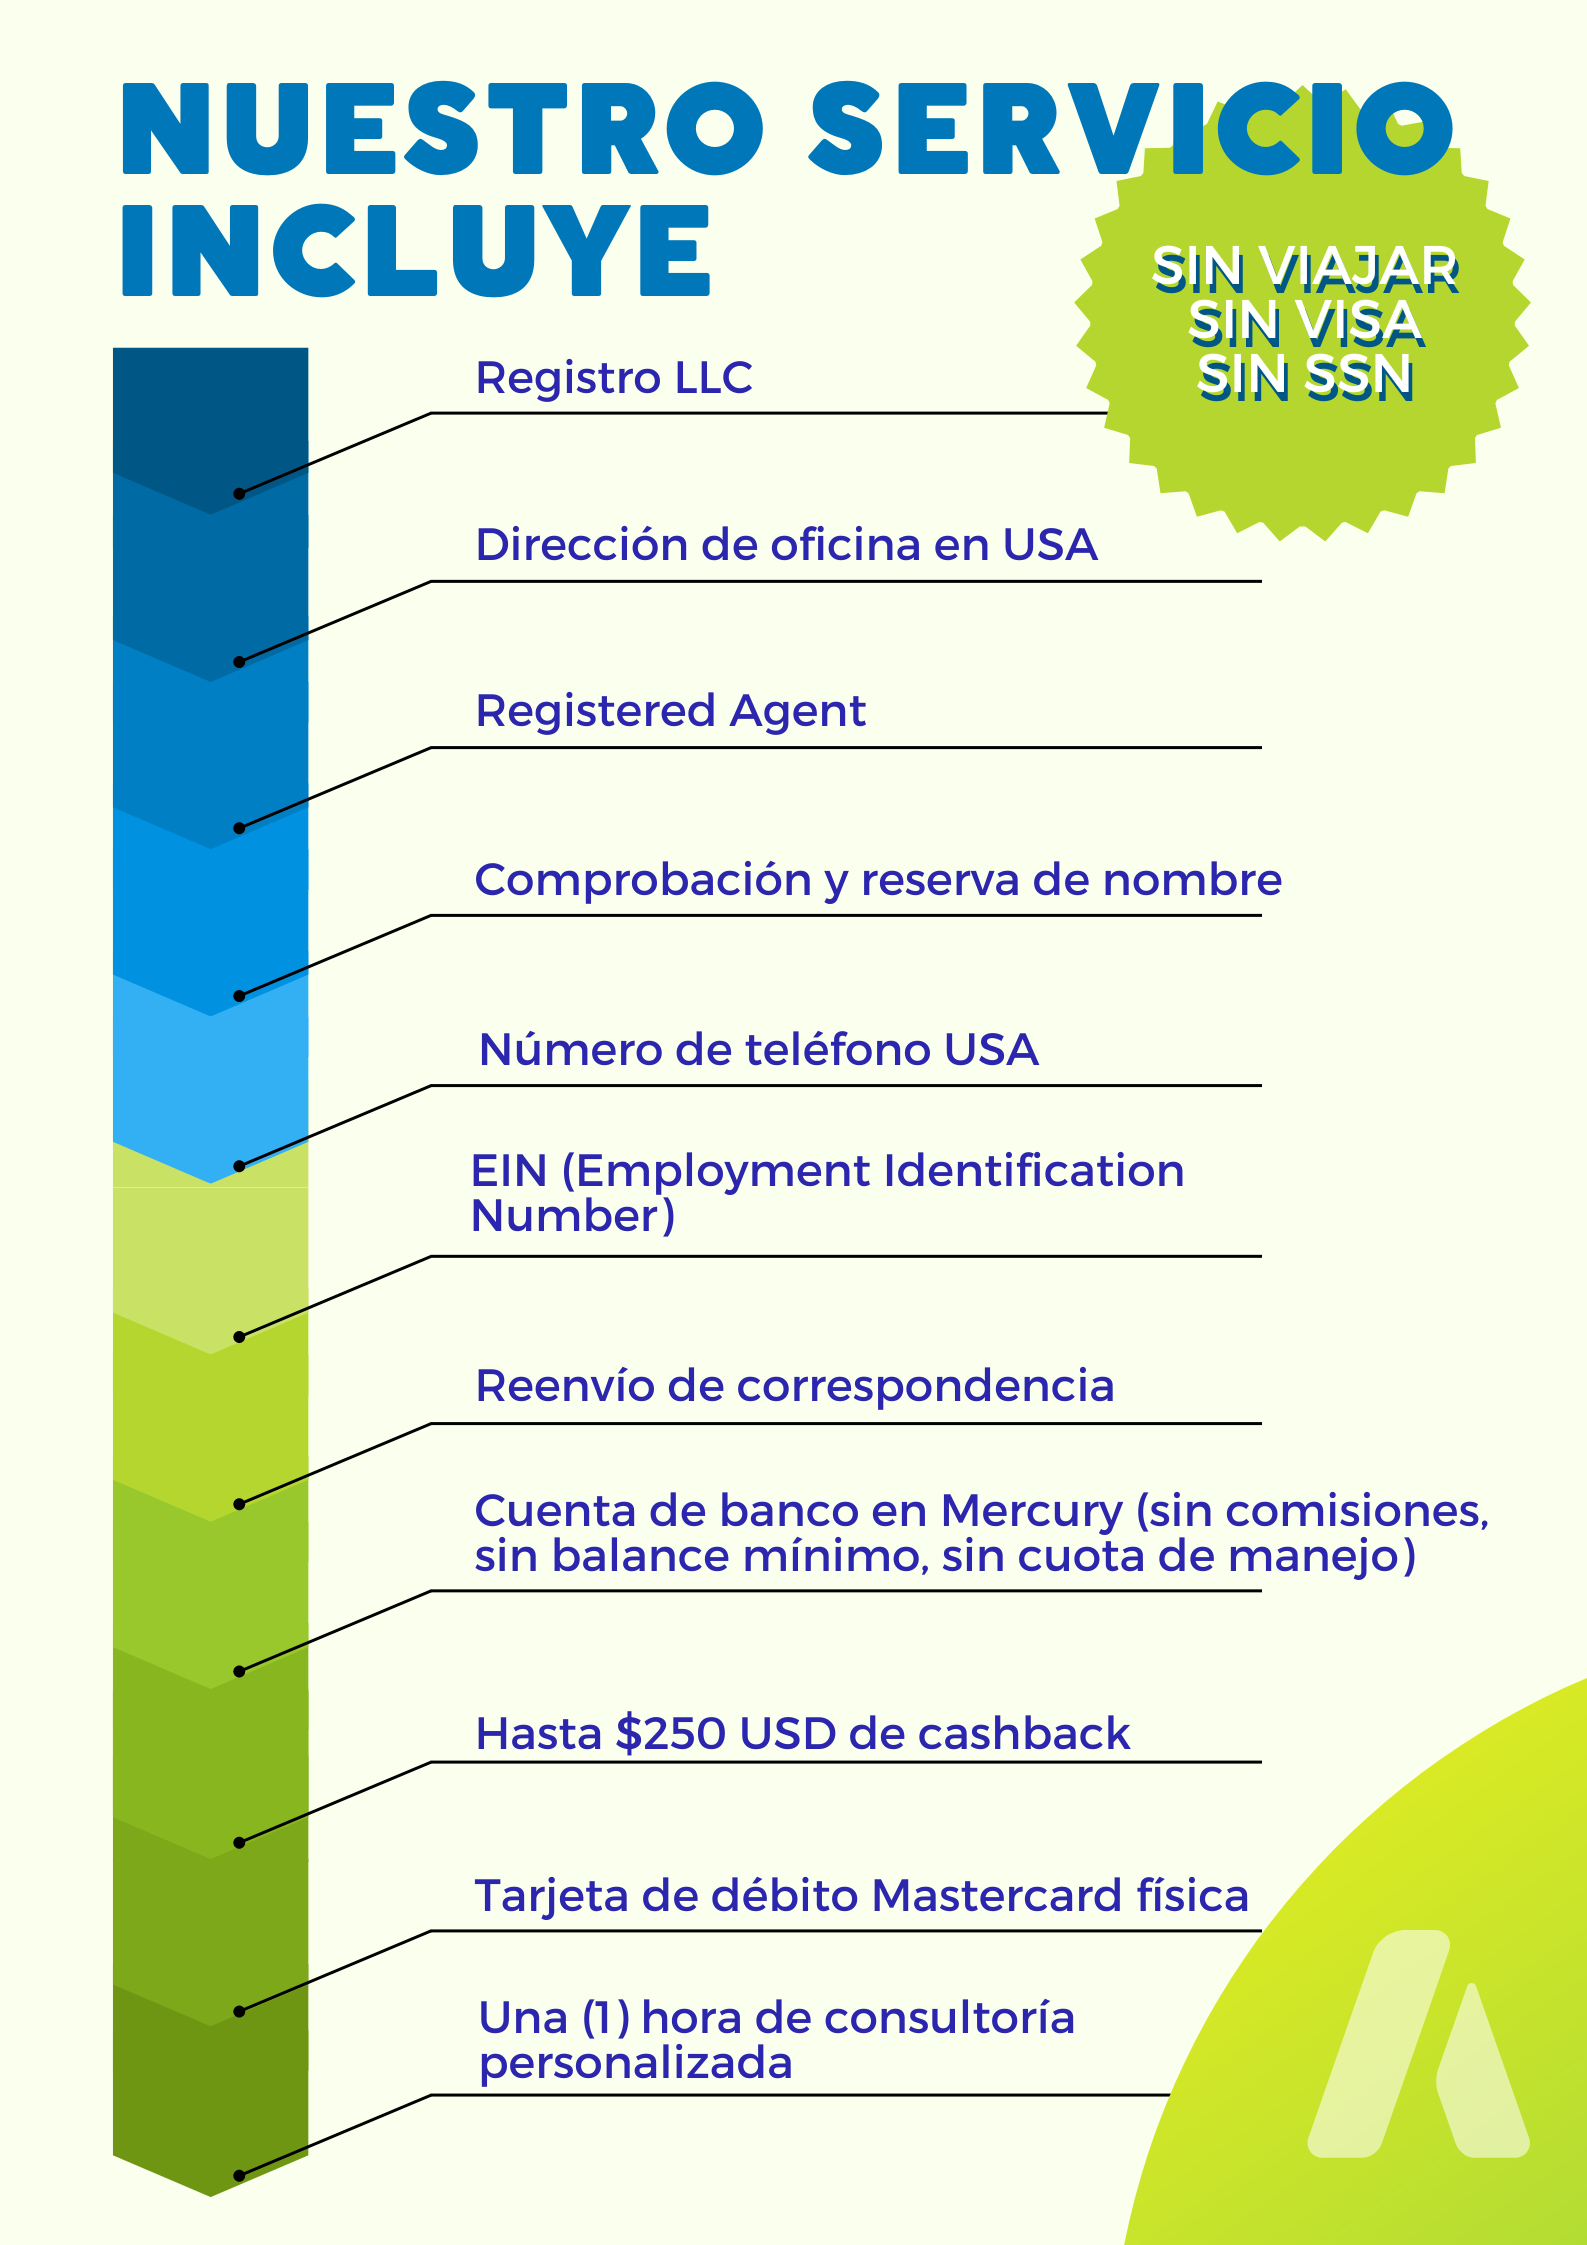 NUESTRO SERVICIO
INCLUYE
SIN VIAJAR
SIN VISA
SIN SSN
Registro LLC
Dirección de oficina en USA
Registered Agent
Comprobación y reserva de nombre
Número de teléfono USA
EIN (Employment Identification
Number)
Reenvío de correspondencia
Cuenta de banco en Mercury (sin comisiones,
sin balance mínimo, sin cuota de manejo)
Hasta $250 USD de cashback
Tarjeta de débito Mastercard física
Una (1) hora de consultoría
personalizada